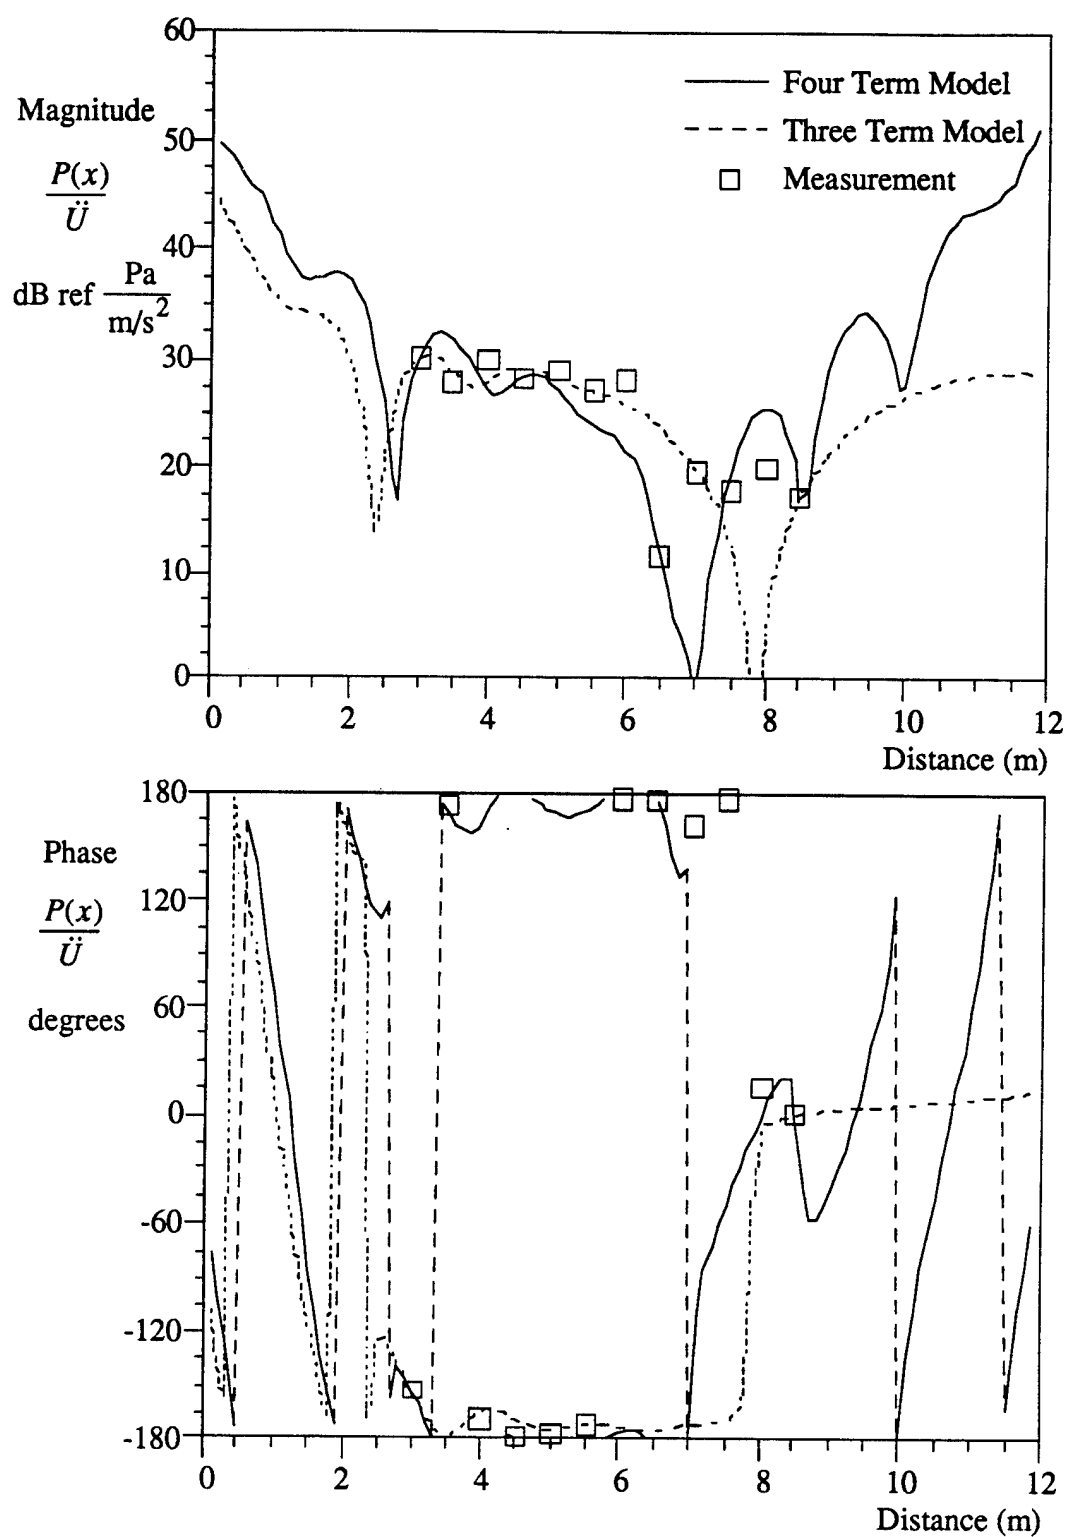 60
50
40
30
20
10
0
Magnitude
P(x)
Ü
dB ref Pa
m/s²
Four Term Model
Three Term Model
Measurement
0 2 4 6 8 10 12
Distance (m)
180
120
60
0
-60
-120
-180
Phase
P(x)
Ü
degrees
0 2 4 6 8 10 12
Distance (m)